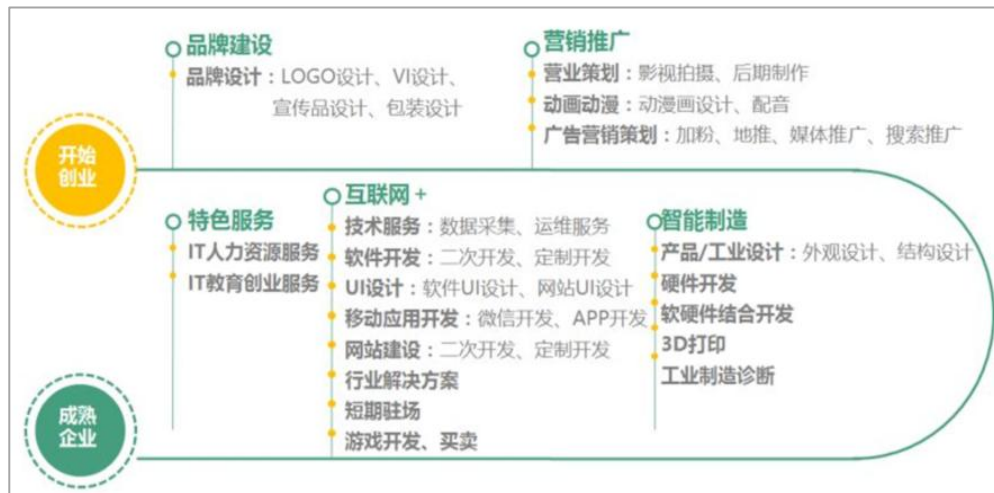 品牌建设
品牌设计：LOGO设计、VI设计、
宣传品设计、包装设计
营销推广
营业策划：影视拍摄、后期制作
动画动漫：动漫画设计、配音
广告营销策划：加粉、地推、媒体推广、搜索推广
开始
创业
特色服务
IT人力资源服务
IT教育创业服务
互联网+
技术服务：数据采集、运维服务
软件开发：二次开发、定制开发
UI设计：软件UI设计、网站UI设计
移动应用开发：微信开发、APP开发
网站建设：二次开发、定制开发
行业解决方案
短期驻场
游戏开发、买卖
智能制造
产品/工业设计：外观设计、结构设计
硬件开发
软硬件结合开发
3D打印
工业制造诊断
成熟
企业